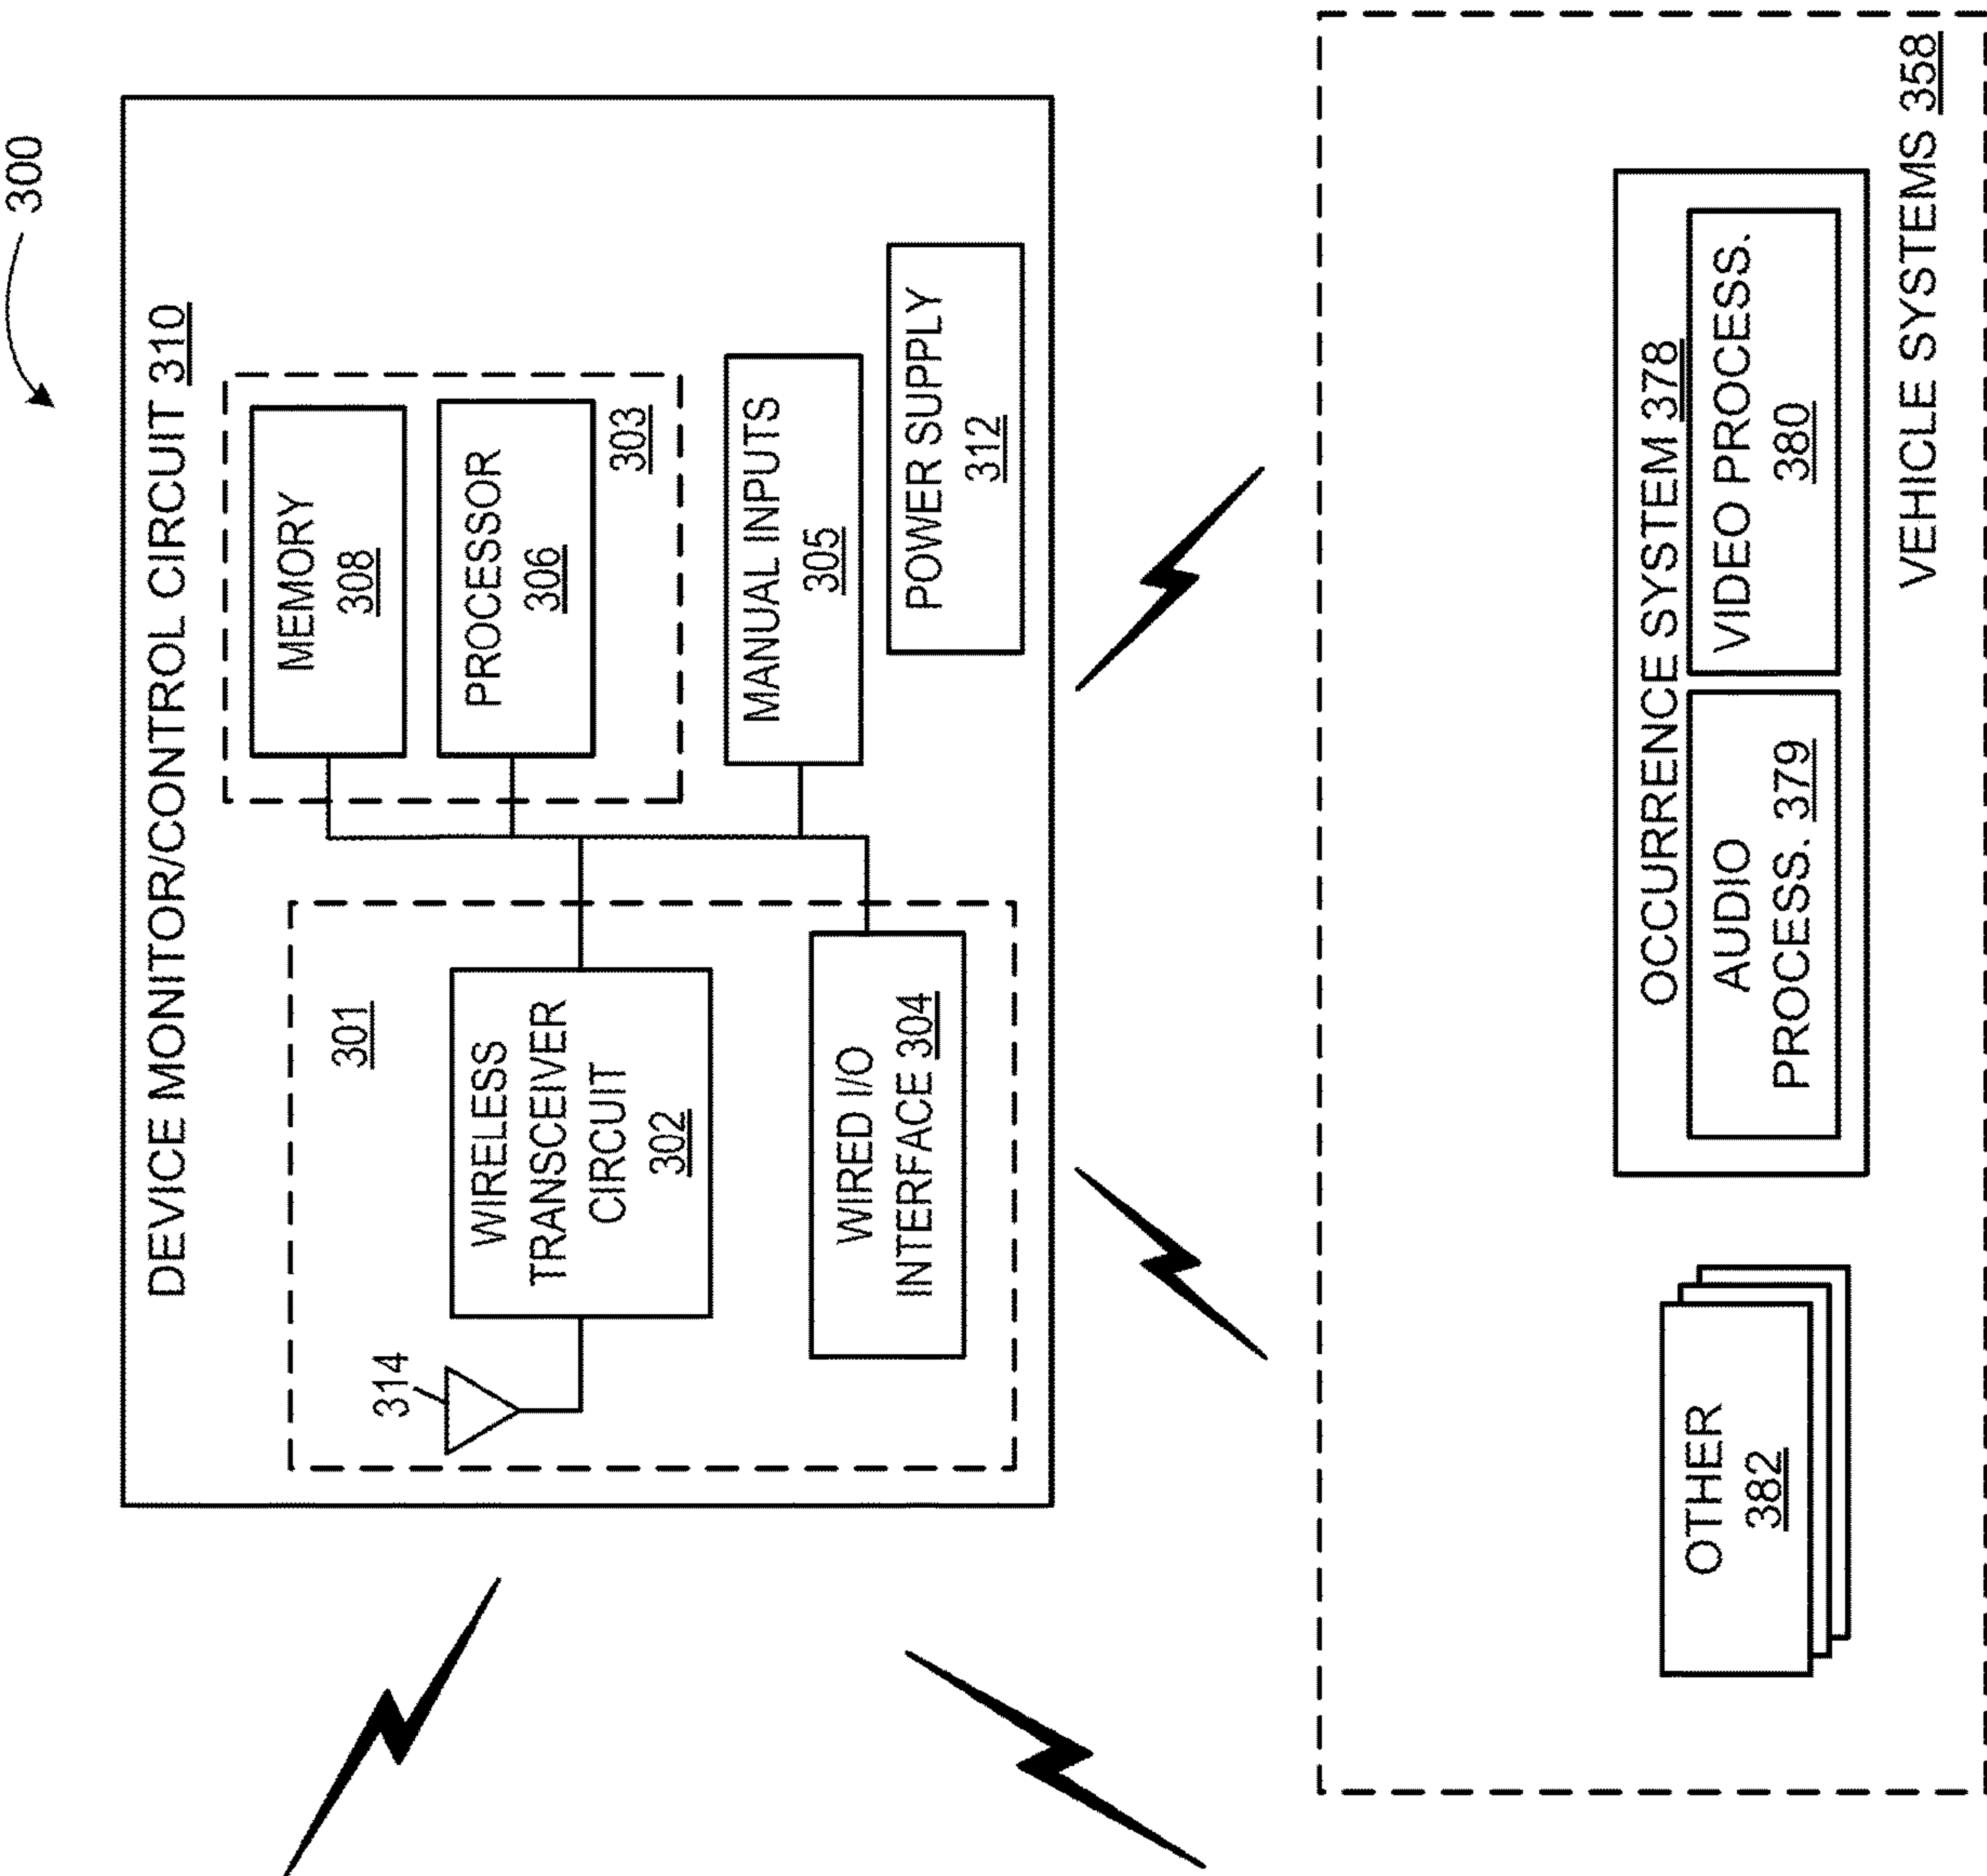 300
DEVICE MONITOR/CONTROL CIRCUIT 310
301
314
WIRELESS
TRANSCEIVER
CIRCUIT
302
WIRED I/O
INTERFACE 304
MEMORY
308
PROCESSOR
306
303
MANUAL INPUTS
305
POWER SUPPLY
312
OTHER
382
OCCURRENCE SYSTEM 378
AUDIO
PROCESS. 379
VIDEO PROCESS.
380
VEHICLE SYSTEMS 358